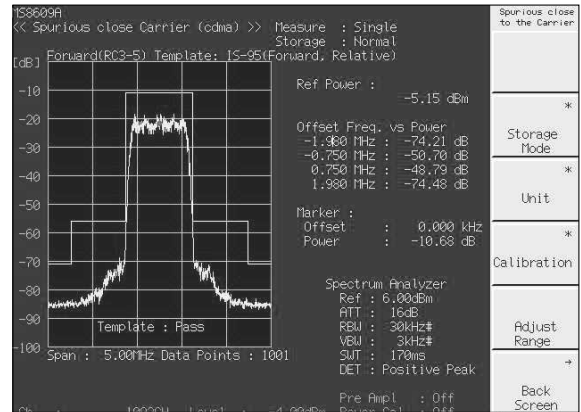 MS8609A
<< Spurious close Carrier (cdma) >> Measure : Single
Storage : Normal
Forward(RC3-5) Template: IS-95(Forward, Relative)
[dB]
-10
-20
-30
-40
-50
-60
-70
-80
-90
-100
Template : Pass
Span : 5.00MHz Data Points : 1001
Ref Power :
-5.15 dBm
Offset Freq. vs Power
-1.980 MHz : -74.21 dB
-0.750 MHz : -50.70 dB
0.750 MHz : -48.79 dB
1.980 MHz : -74.48 dB
Marker :
Offset : 0.000 kHz
Power : -10.68 dB
Spectrum Analyzer
Ref : 6.00dBm
ATT : 16dB
RBW : 30kHz#
VBW : 3kHz#
SWT : 170ms
DET : Positive Peak
Pre Ampl : Off
Spurious close
to the Carrier
*
Storage
Mode
*
Unit
*
Calibration
Adjust
Range
→
Back
Screen